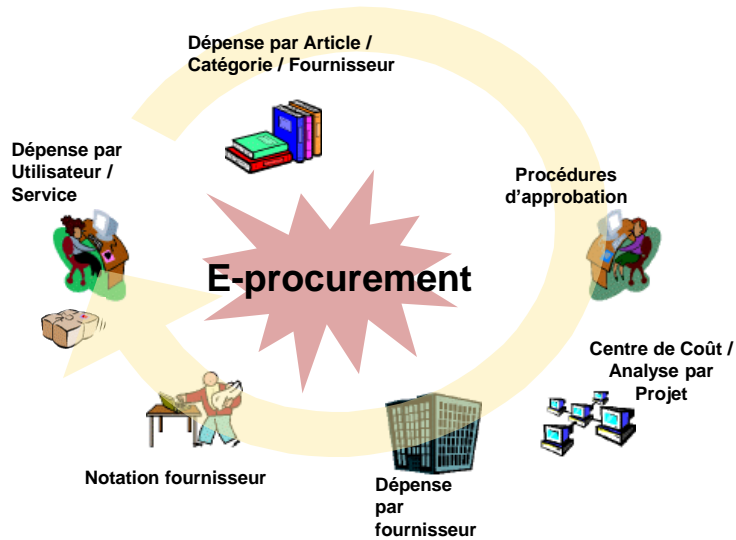 Dépense par Article /
Catégorie / Fournisseur
Dépense par
Utilisateur /
Service
Procédures
d'approbation
E-procurement
Centre de Coût /
Analyse par
Projet
Notation fournisseur
Dépense
par
fournisseur